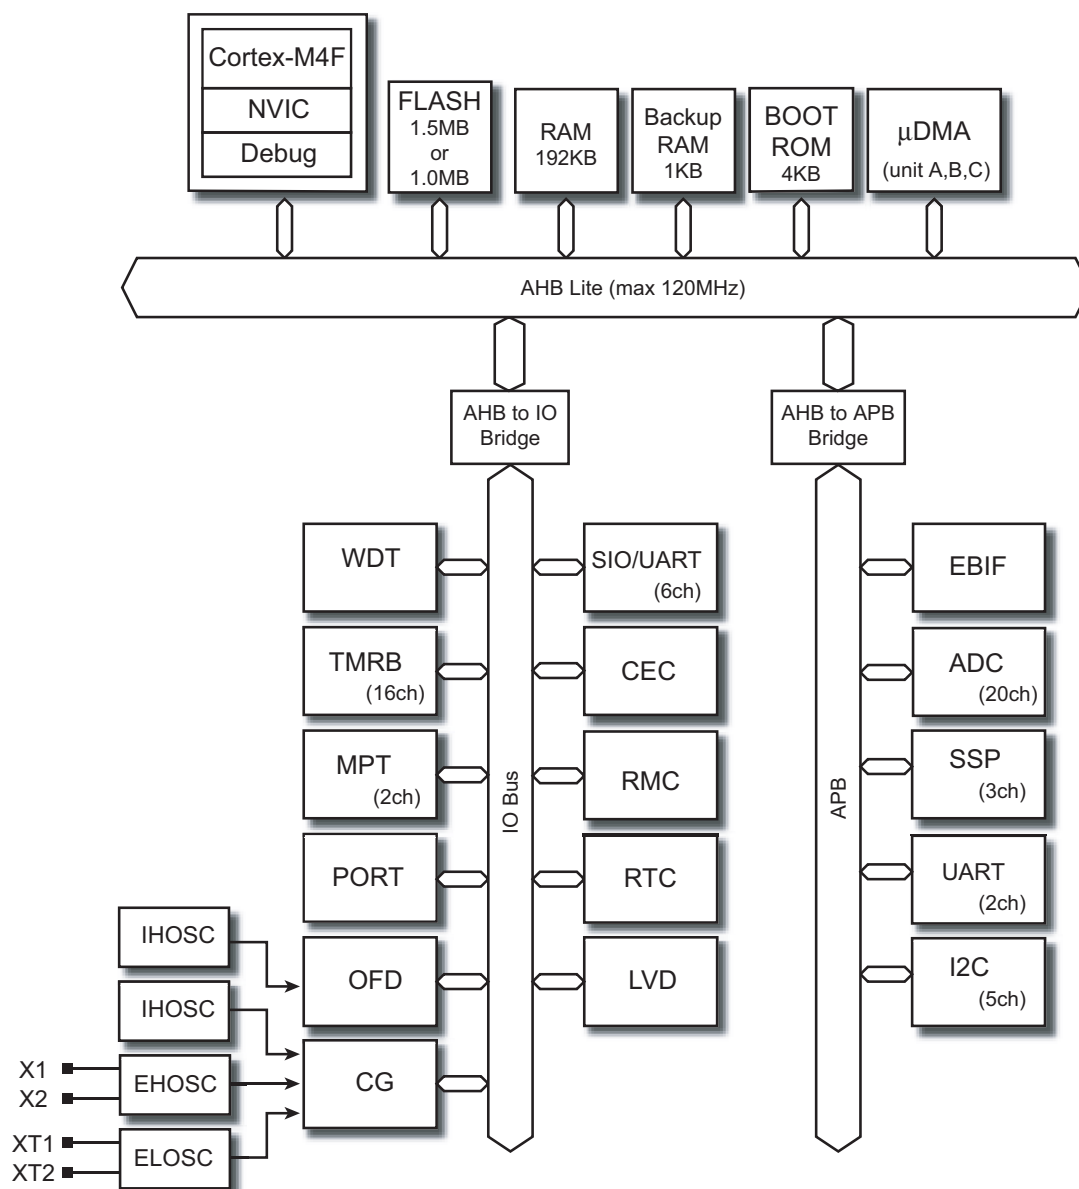 Cortex-M4F
NVIC
Debug
FLASH
1.5MB
or
1.0MB
RAM
192KB
Backup
RAM
1KB
BOOT
ROM
4KB
μDMA
(unit A,B,C)
AHB Lite (max 120MHz)
AHB to IO
Bridge
AHB to APB
Bridge
WDT
SIO/UART
(6ch)
EBIF
TMRB
(16ch)
CEC
ADC
(20ch)
MPT
(2ch)
IO Bus
RMC
APB
SSP
(3ch)
PORT
RTC
UART
(2ch)
IHOSC
OFD
LVD
I2C
(5ch)
IHOSC
X1
X2
EHOSC
CG
XT1
XT2
ELOSC